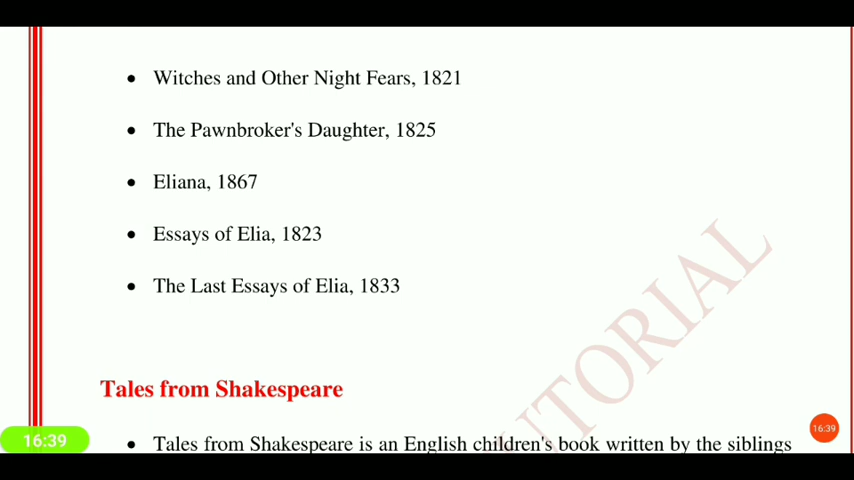 Witches and Other Night Fears, 1821
The Pawnbroker's Daughter, 1825
Eliana, 1867
Essays of Elia, 1823
The Last Essays of Elia, 1833
UTORIAL
Tales from Shakespeare
16:39
16:39
Tales from Shakespeare is an English children's book written by the siblings